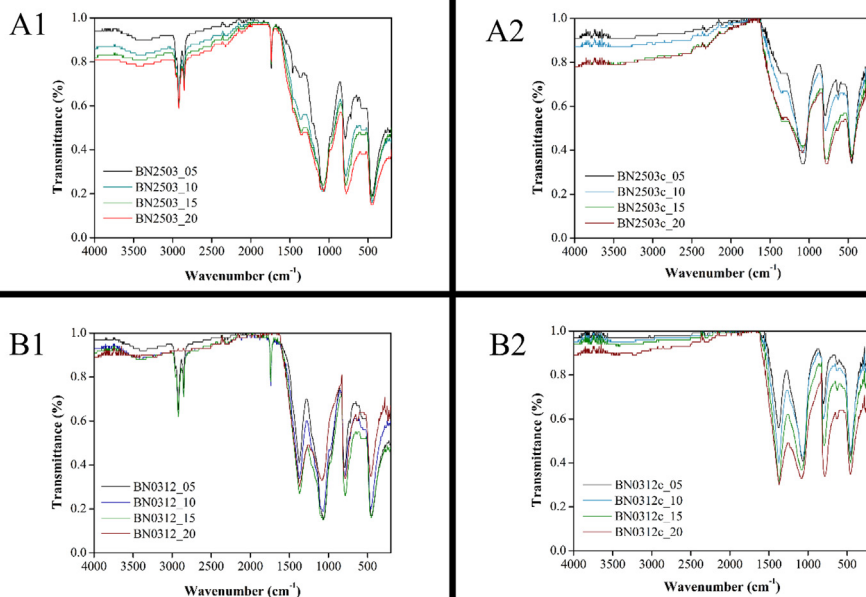 A1
1.0
0.8
0.6
0.4
0.2
0.0
Transmittance (%)
BN2503_05
BN2503_10
BN2503_15
BN2503_20
4000 3500 3000 2500 2000 1500 1000 500
Wavenumber (cm⁻¹)
A2
1.0
0.8
0.6
0.4
0.2
0.0
Transmittance (%)
BN2503c_05
BN2503c_10
BN2503c_15
BN2503c_20
4000 3500 3000 2500 2000 1500 1000 500
Wavenumber (cm⁻¹)
B1
1.0
0.8
0.6
0.4
0.2
0.0
Transmittance (%)
BN0312_05
BN0312_10
BN0312_15
BN0312_20
4000 3500 3000 2500 2000 1500 1000 500
Wavenumber (cm⁻¹)
B2
1.0
0.8
0.6
0.4
0.2
0.0
Transmittance (%)
BN0312c_05
BN0312c_10
BN0312c_15
BN0312c_20
4000 3500 3000 2500 2000 1500 1000 500
Wavenumber (cm⁻¹)